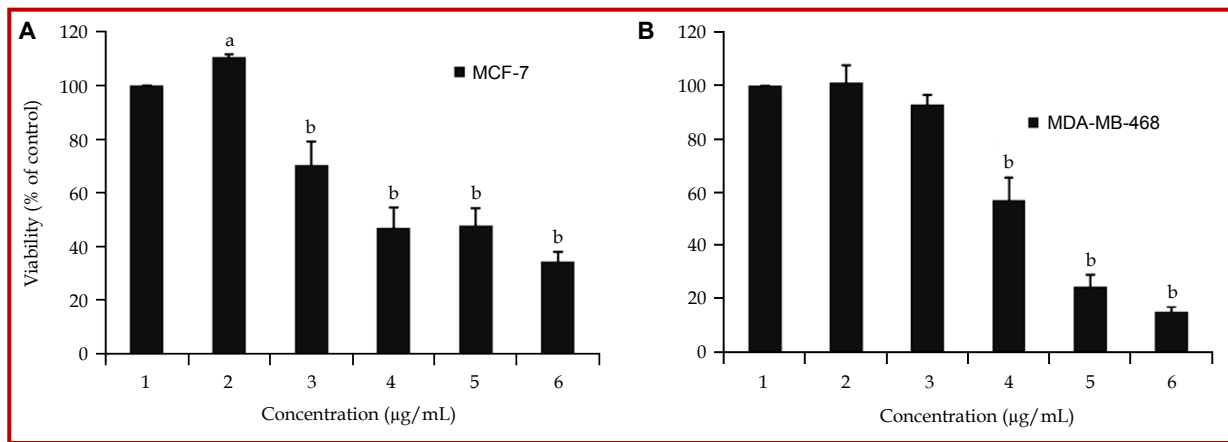 A
120
100
80
60
40
20
0
Viability (% of control)
a
b
b
b
b
MCF-7
1 2 3 4 5 6
Concentration (µg/mL)
B
120
100
80
60
40
20
0
b
b
b
MDA-MB-468
1 2 3 4 5 6
Concentration (µg/mL)